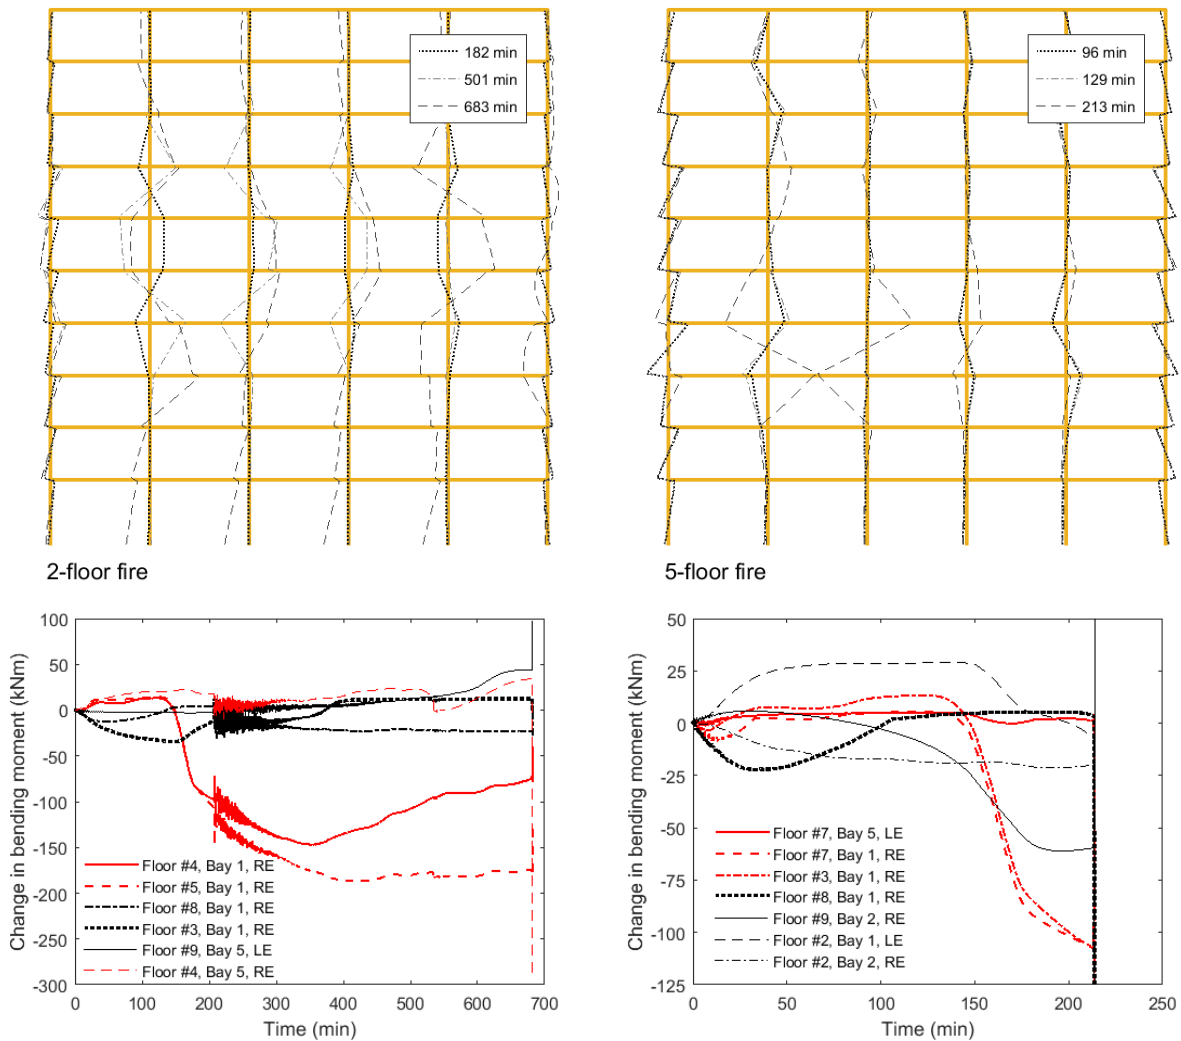 182 min
501 min
683 min
96 min
129 min
213 min
2-floor fire
5-floor fire
Change in bending moment (kNm)
100
50
0
-50
-100
-150
-200
-250
-300
Floor #4, Bay 1, RE
Floor #5, Bay 1, RE
Floor #8, Bay 1, RE
Floor #3, Bay 1, RE
Floor #9, Bay 5, LE
Floor #4, Bay 5, RE
0 100 200 300 400 500 600 700
Time (min)
Change in bending moment (kNm)
50
25
0
-25
-50
-75
-100
-125
Floor #7, Bay 5, LE
Floor #7, Bay 1, RE
Floor #3, Bay 1, RE
Floor #8, Bay 1, RE
Floor #9, Bay 2, RE
Floor #2, Bay 1, LE
Floor #2, Bay 2, RE
0 50 100 150 200 250
Time (min)